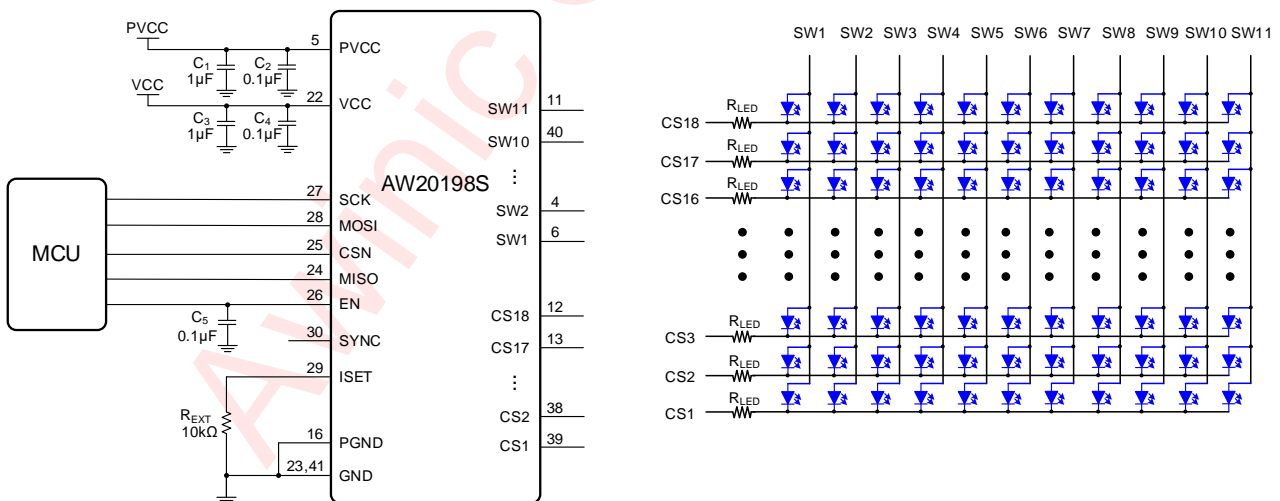 PVCC
5
PVCC
C1
1µF
C2
0.1µF
VCC
22
VCC
C3
1µF
C4
0.1µF
AW20198S
SW11
11
SW10
40
⋮
SW2
4
SW1
6
MCU
27
SCK
28
MOSI
25
CSN
24
MISO
26
EN
C5
0.1µF
30
SYNC
29
ISET
REXT
10kΩ
16
PGND
23,41
GND
CS18
12
CS17
13
⋮
CS2
38
CS1
39
SW1 SW2 SW3 SW4 SW5 SW6 SW7 SW8 SW9 SW10 SW11
RLED
CS18
RLED
CS17
RLED
CS16
RLED
CS3
RLED
CS2
RLED
CS1
Awinic